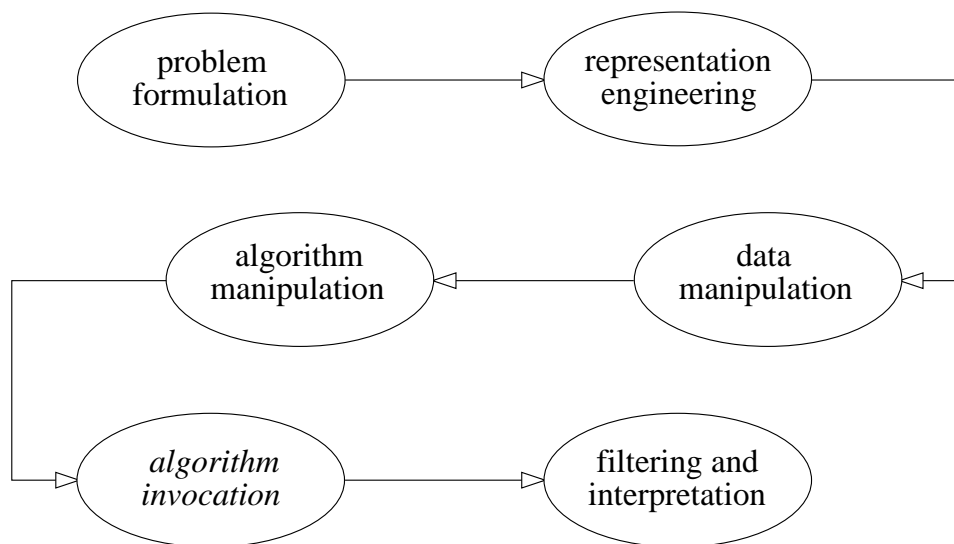 problem
formulation
representation
engineering
algorithm
manipulation
data
manipulation
algorithm
invocation
filtering and
interpretation